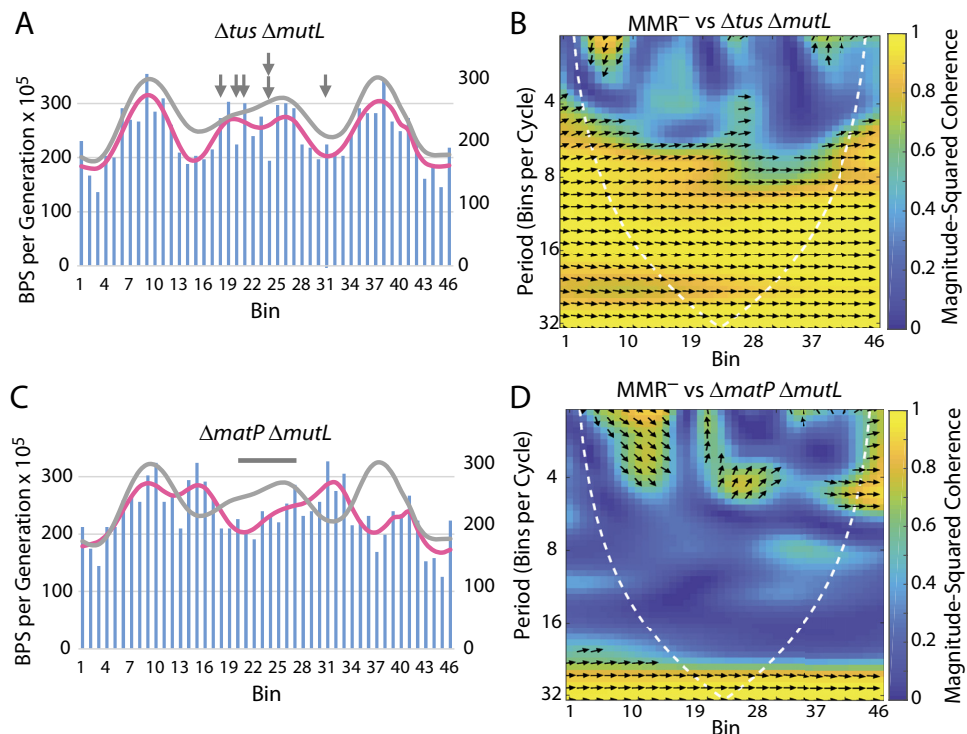 A
Δtus ΔmutL
BPS per Generation x 10⁵
300
200
100
0
300
200
100
0
1 4 7 10 13 16 19 22 25 28 31 34 37 40 43 46
Bin
B
MMR⁻ vs Δtus ΔmutL
Period (Bins per Cycle)
4
8
16
32
1 10 19 28 37 46
Bin
1
0.8
0.6
0.4
0.2
0
Magnitude-Squared Coherence
C
ΔmatP ΔmutL
BPS per Generation x 10⁵
300
200
100
0
300
200
100
0
1 4 7 10 13 16 19 22 25 28 31 34 37 40 43 46
Bin
D
MMR⁻ vs ΔmatP ΔmutL
Period (Bins per Cycle)
4
8
16
32
1 10 19 28 37 46
Bin
1
0.8
0.6
0.4
0.2
0
Magnitude-Squared Coherence